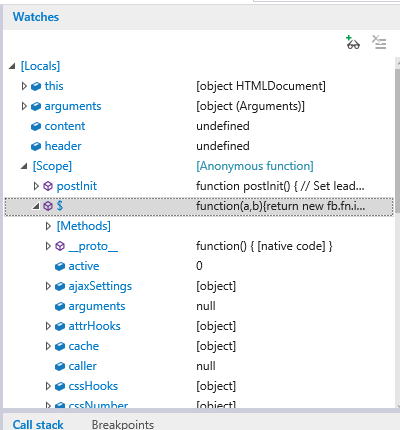 Watches
[Locals]
this [object HTMLDocument]
arguments [object (Arguments)]
content undefined
header undefined
[Scope] [Anonymous function]
postInit function postInit() { // Set lead...
$ function(a,b){return new fb.fn.i...
[Methods]
__proto__ function() { [native code] }
active 0
ajaxSettings [object]
arguments null
attrHooks [object]
cache [object]
caller null
cssHooks [object]
cssNumber [object]
Call stack Breakpoints